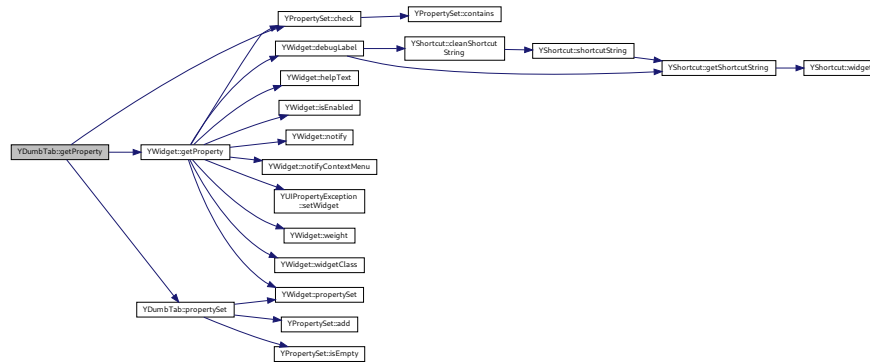 YPropertySet::check
YPropertySet::contains
YWidget::debugLabel
YShortcut::cleanShortcut
String
YShortcut::shortcutString
YShortcut::getShortcutString
YShortcut::widget
YWidget::helpText
YWidget::isEnabled
YWidget::notify
YDumbTab::getProperty
YWidget::getProperty
YWidget::notifyContextMenu
YUIPropertyException
::setWidget
YWidget::weight
YWidget::widgetClass
YWidget::propertySet
YDumbTab::propertySet
YPropertySet::add
YPropertySet::isEmpty